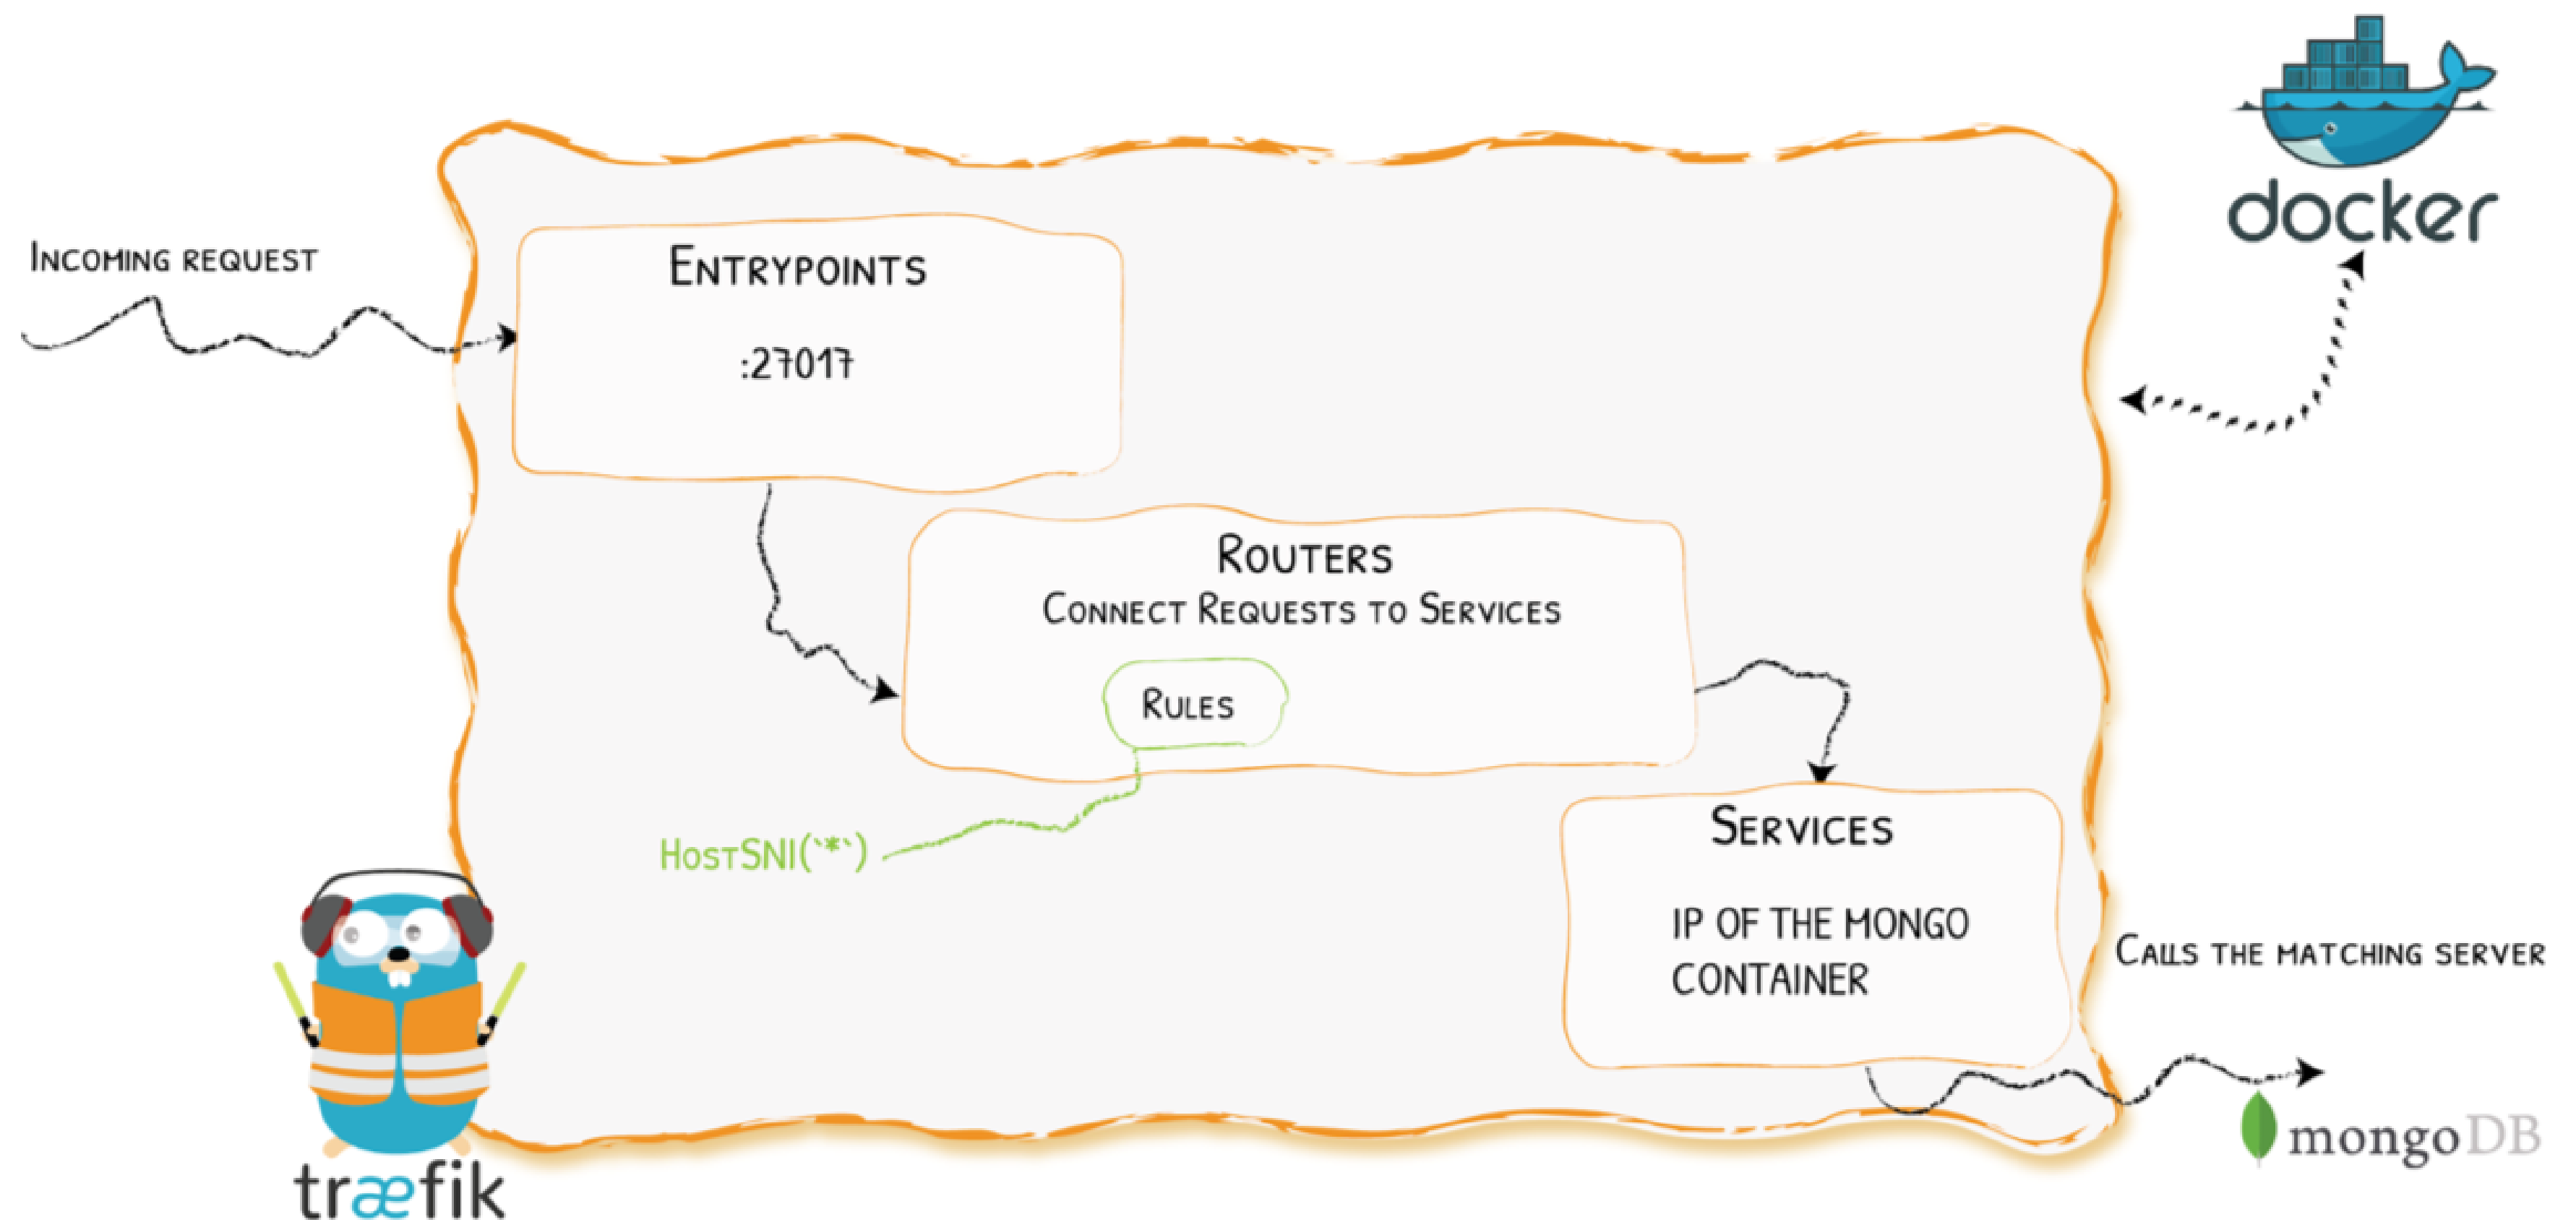 docker
INCOMING REQUEST
ENTRYPOINTS
:27017
ROUTERS
CONNECT REQUESTS TO SERVICES
RULES
HOSTSNI(`*`)
SERVICES
IP OF THE MONGO
CONTAINER
CALLS THE MATCHING SERVER
mongoDB
træfik